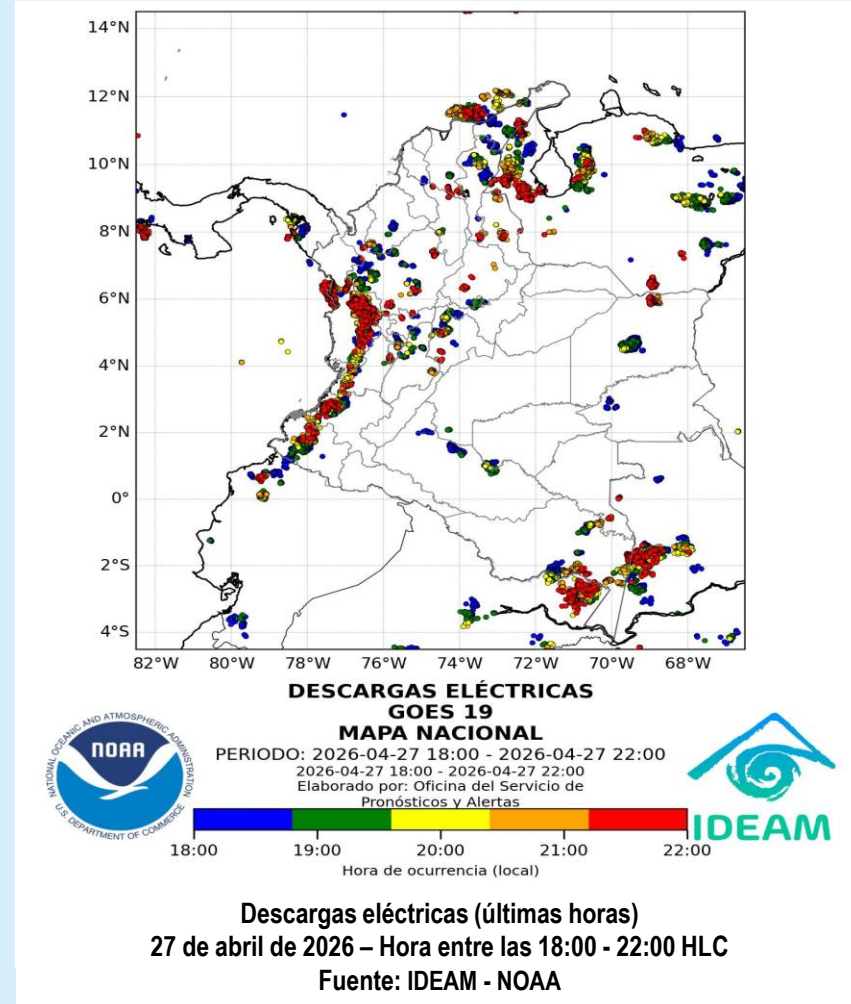 14°N
12°N
10°N
8°N
6°N
4°N
2°N
0°
2°S
4°S
82°W 80°W 78°W 76°W 74°W 72°W 70°W 68°W
DESCARGAS ELÉCTRICAS
GOES 19
MAPA NACIONAL
PERIODO: 2026-04-27 18:00 - 2026-04-27 22:00
2026-04-27 18:00 - 2026-04-27 22:00
Elaborado por: Oficina del Servicio de
Pronósticos y Alertas
NATIONAL OCEANIC AND ATMOSPHERIC ADMINISTRATION
NOAA
U.S. DEPARTMENT OF COMMERCE
IDEAM
18:00 19:00 20:00 21:00 22:00
Hora de ocurrencia (local)
Descargas eléctricas (últimas horas)
27 de abril de 2026 – Hora entre las 18:00 - 22:00 HLC
Fuente: IDEAM - NOAA